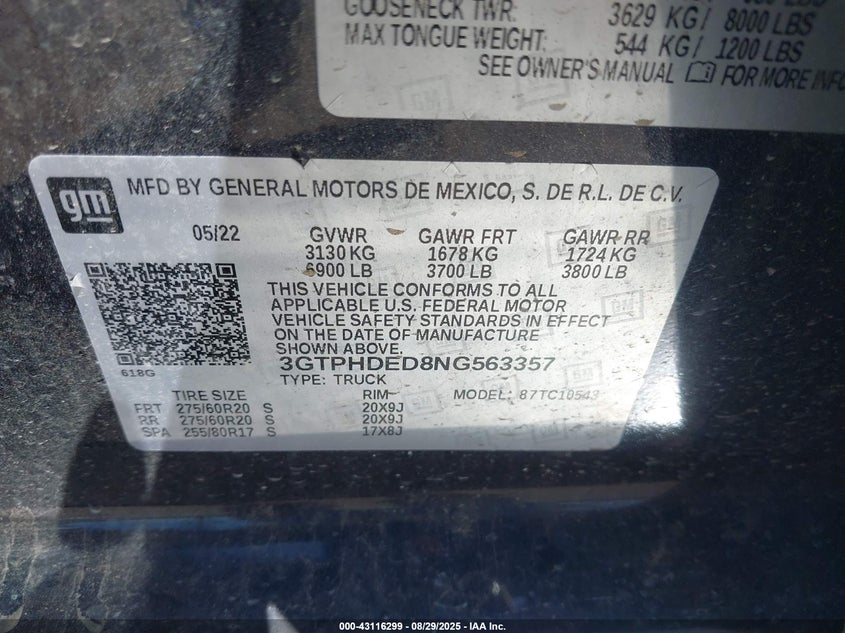 GOOSENECK TWR: 3629 KG/ 8000 LBS
MAX TONGUE WEIGHT: 544 KG/ 1200 LBS
SEE OWNER'S MANUAL FOR MORE INFO
gm
MFD BY GENERAL MOTORS DE MEXICO, S. DE R.L. DE C.V.
05/22 GVWR GAWR FRT GAWR RR
3130 KG 1678 KG 1724 KG
6900 LB 3700 LB 3800 LB
THIS VEHICLE CONFORMS TO ALL
APPLICABLE U.S. FEDERAL MOTOR
VEHICLE SAFETY STANDARDS IN EFFECT
ON THE DATE OF MANUFACTURE
SHOWN ABOVE.
618G
3GTPHDED8NG563357
TYPE: TRUCK
TIRE SIZE RIM MODEL: 87TC10543
FRT 275/60R20 S 20X9J
RR 275/60R20 S 20X9J
SPA 255/80R17 S 17X8J
000-43116299 - 08/29/2025 - IAA Inc.